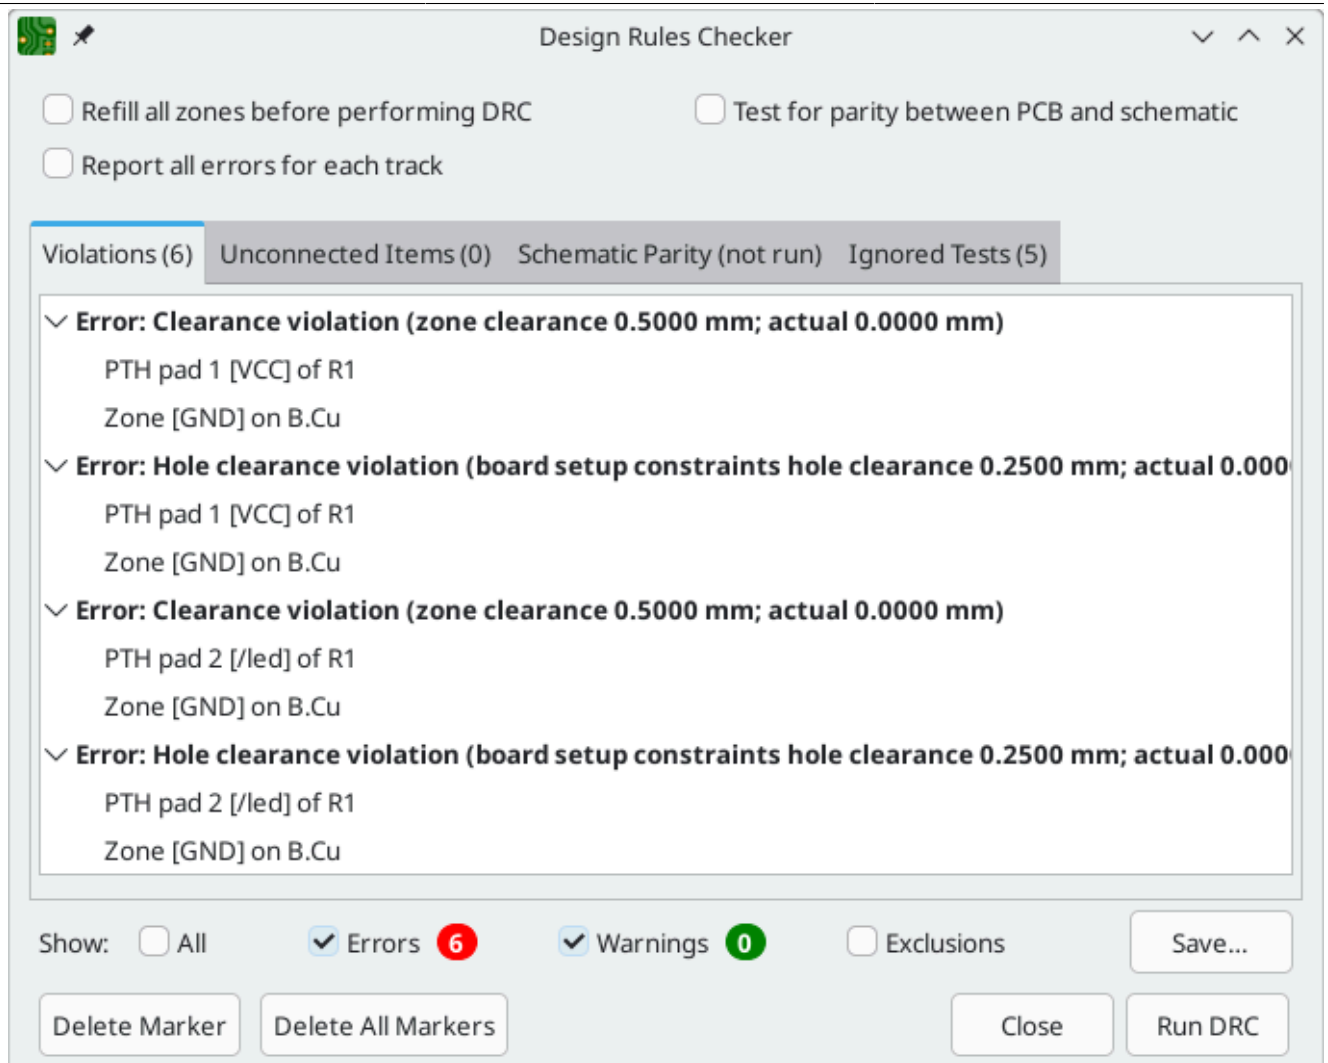 Design Rules Checker
Refill all zones before performing DRC Test for parity between PCB and schematic
Report all errors for each track
Violations (6) Unconnected Items (0) Schematic Parity (not run) Ignored Tests (5)
Error: Clearance violation (zone clearance 0.5000 mm; actual 0.0000 mm)
PTH pad 1 [VCC] of R1
Zone [GND] on B.Cu
Error: Hole clearance violation (board setup constraints hole clearance 0.2500 mm; actual 0.000
PTH pad 1 [VCC] of R1
Zone [GND] on B.Cu
Error: Clearance violation (zone clearance 0.5000 mm; actual 0.0000 mm)
PTH pad 2 [/led] of R1
Zone [GND] on B.Cu
Error: Hole clearance violation (board setup constraints hole clearance 0.2500 mm; actual 0.000
PTH pad 2 [/led] of R1
Zone [GND] on B.Cu
Show: All Errors 6 Warnings 0 Exclusions Save...
Delete Marker Delete All Markers Close Run DRC